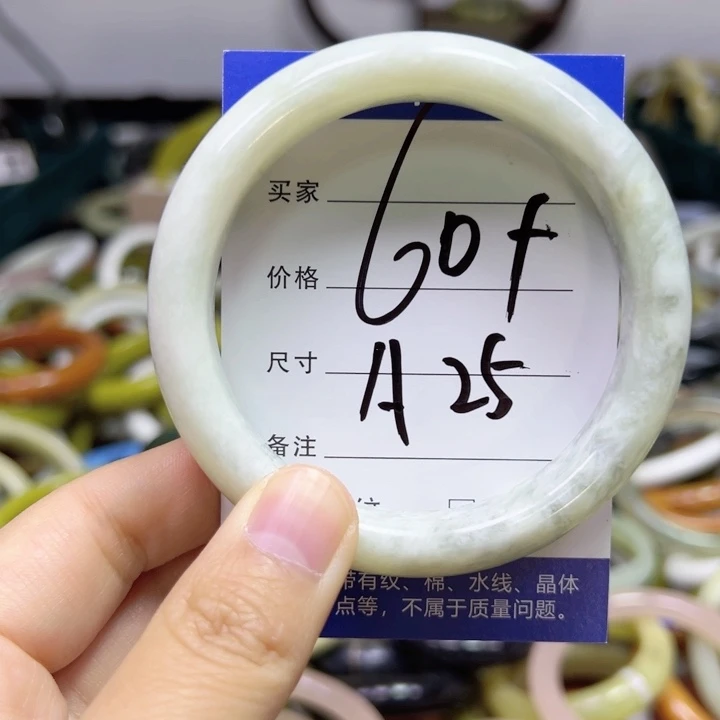 买家
60f
价格
A 25
尺寸
备注
带有纹、棉、水线、晶体
点等，不属于质量问题。